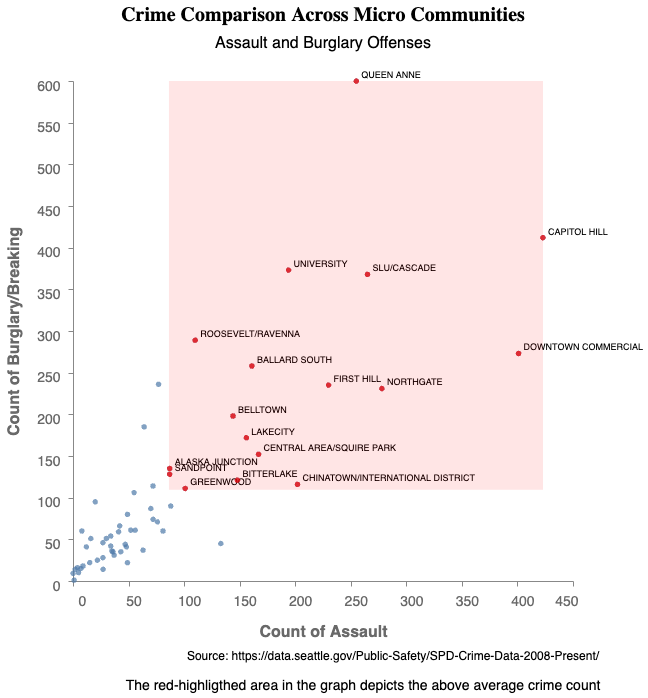 Crime Comparison Across Micro Communities
Assault and Burglary Offenses
QUEEN ANNE
600
550
500
450
CAPITOL HILL
400
UNIVERSITY
SLU/CASCADE
350
ROOSEVELT/RAVENNA
300
DOWNTOWN COMMERCIAL
BALLARD SOUTH
250
FIRST HILL
NORTHGATE
BELLTOWN
200
LAKECITY
CENTRAL AREA/SQUIRE PARK
150
ALASKA JUNCTION
SANDPOINT
BITTERLAKE
CHINATOWN/INTERNATIONAL DISTRICT
GREENWOOD
100
50
0
Count of Burglary/Breaking
0 50 100 150 200 250 300 350 400 450
Count of Assault
Source: https://data.seattle.gov/Public-Safety/SPD-Crime-Data-2008-Present/
The red-higligthed area in the graph depicts the above average crime count